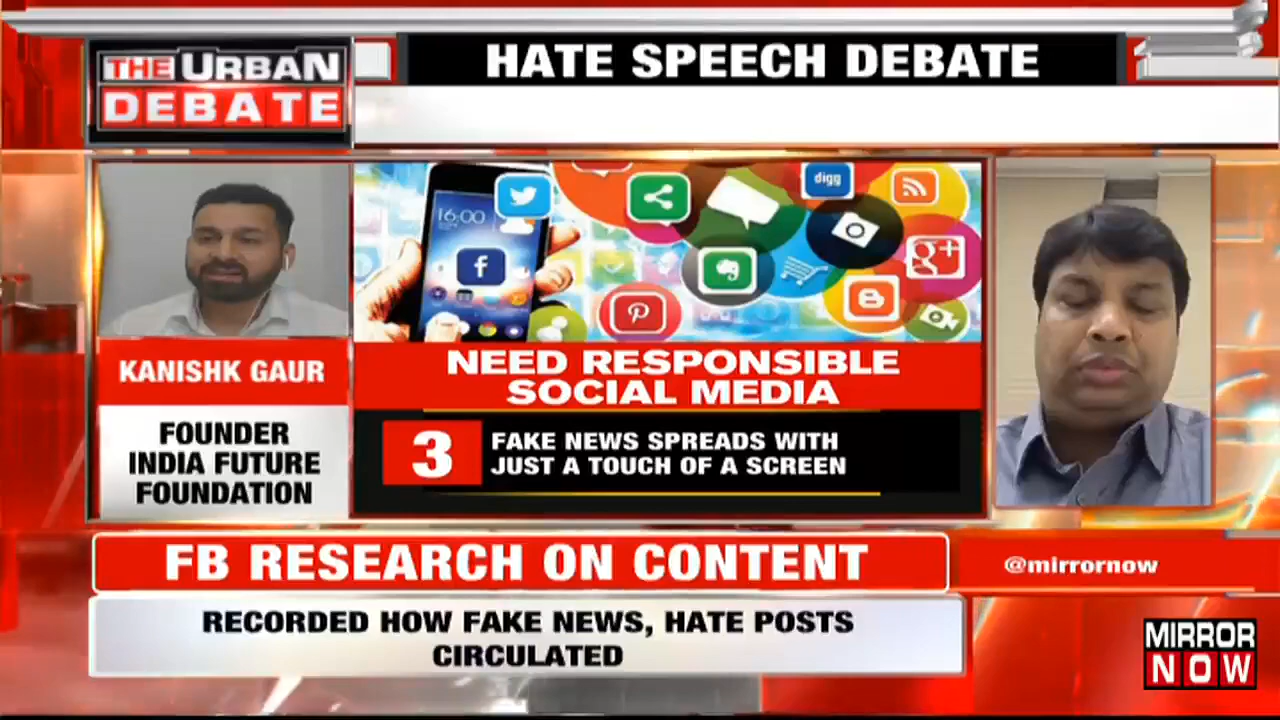 THE URBAN
DEBATE
HATE SPEECH DEBATE
16:00
digg
g+
KANISHK GAUR
FOUNDER
INDIA FUTURE
FOUNDATION
NEED RESPONSIBLE
SOCIAL MEDIA
3
FAKE NEWS SPREADS WITH
JUST A TOUCH OF A SCREEN
FB RESEARCH ON CONTENT
@mirrornow
RECORDED HOW FAKE NEWS, HATE POSTS
CIRCULATED
MIRROR
NOW